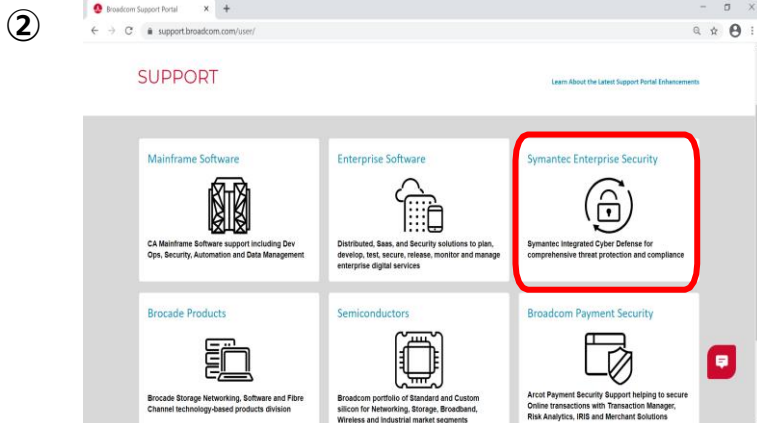 ②
Broadcom Support Portal
support.broadcom.com/user/
SUPPORT
Learn About the Latest Support Portal Enhancements
Mainframe Software
CA Mainframe Software support including Dev
Ops, Security, Automation and Data Management
Enterprise Software
Distributed, Saas, and Security solutions to plan,
develop, test, secure, release, monitor and manage
enterprise digital services
Symantec Enterprise Security
Symantec Integrated Cyber Defense for
comprehensive threat protection and compliance
Brocade Products
Brocade Storage Networking, Software and Fibre
Channel technology-based products division
Semiconductors
Broadcom portfolio of Standard and Custom
silicon for Networking, Storage, Broadband,
Wireless and Industrial market segments
Broadcom Payment Security
Arcot Payment Security Support helping to secure
Online transactions with Transaction Manager,
Risk Analytics, IRIS and Merchant Solutions